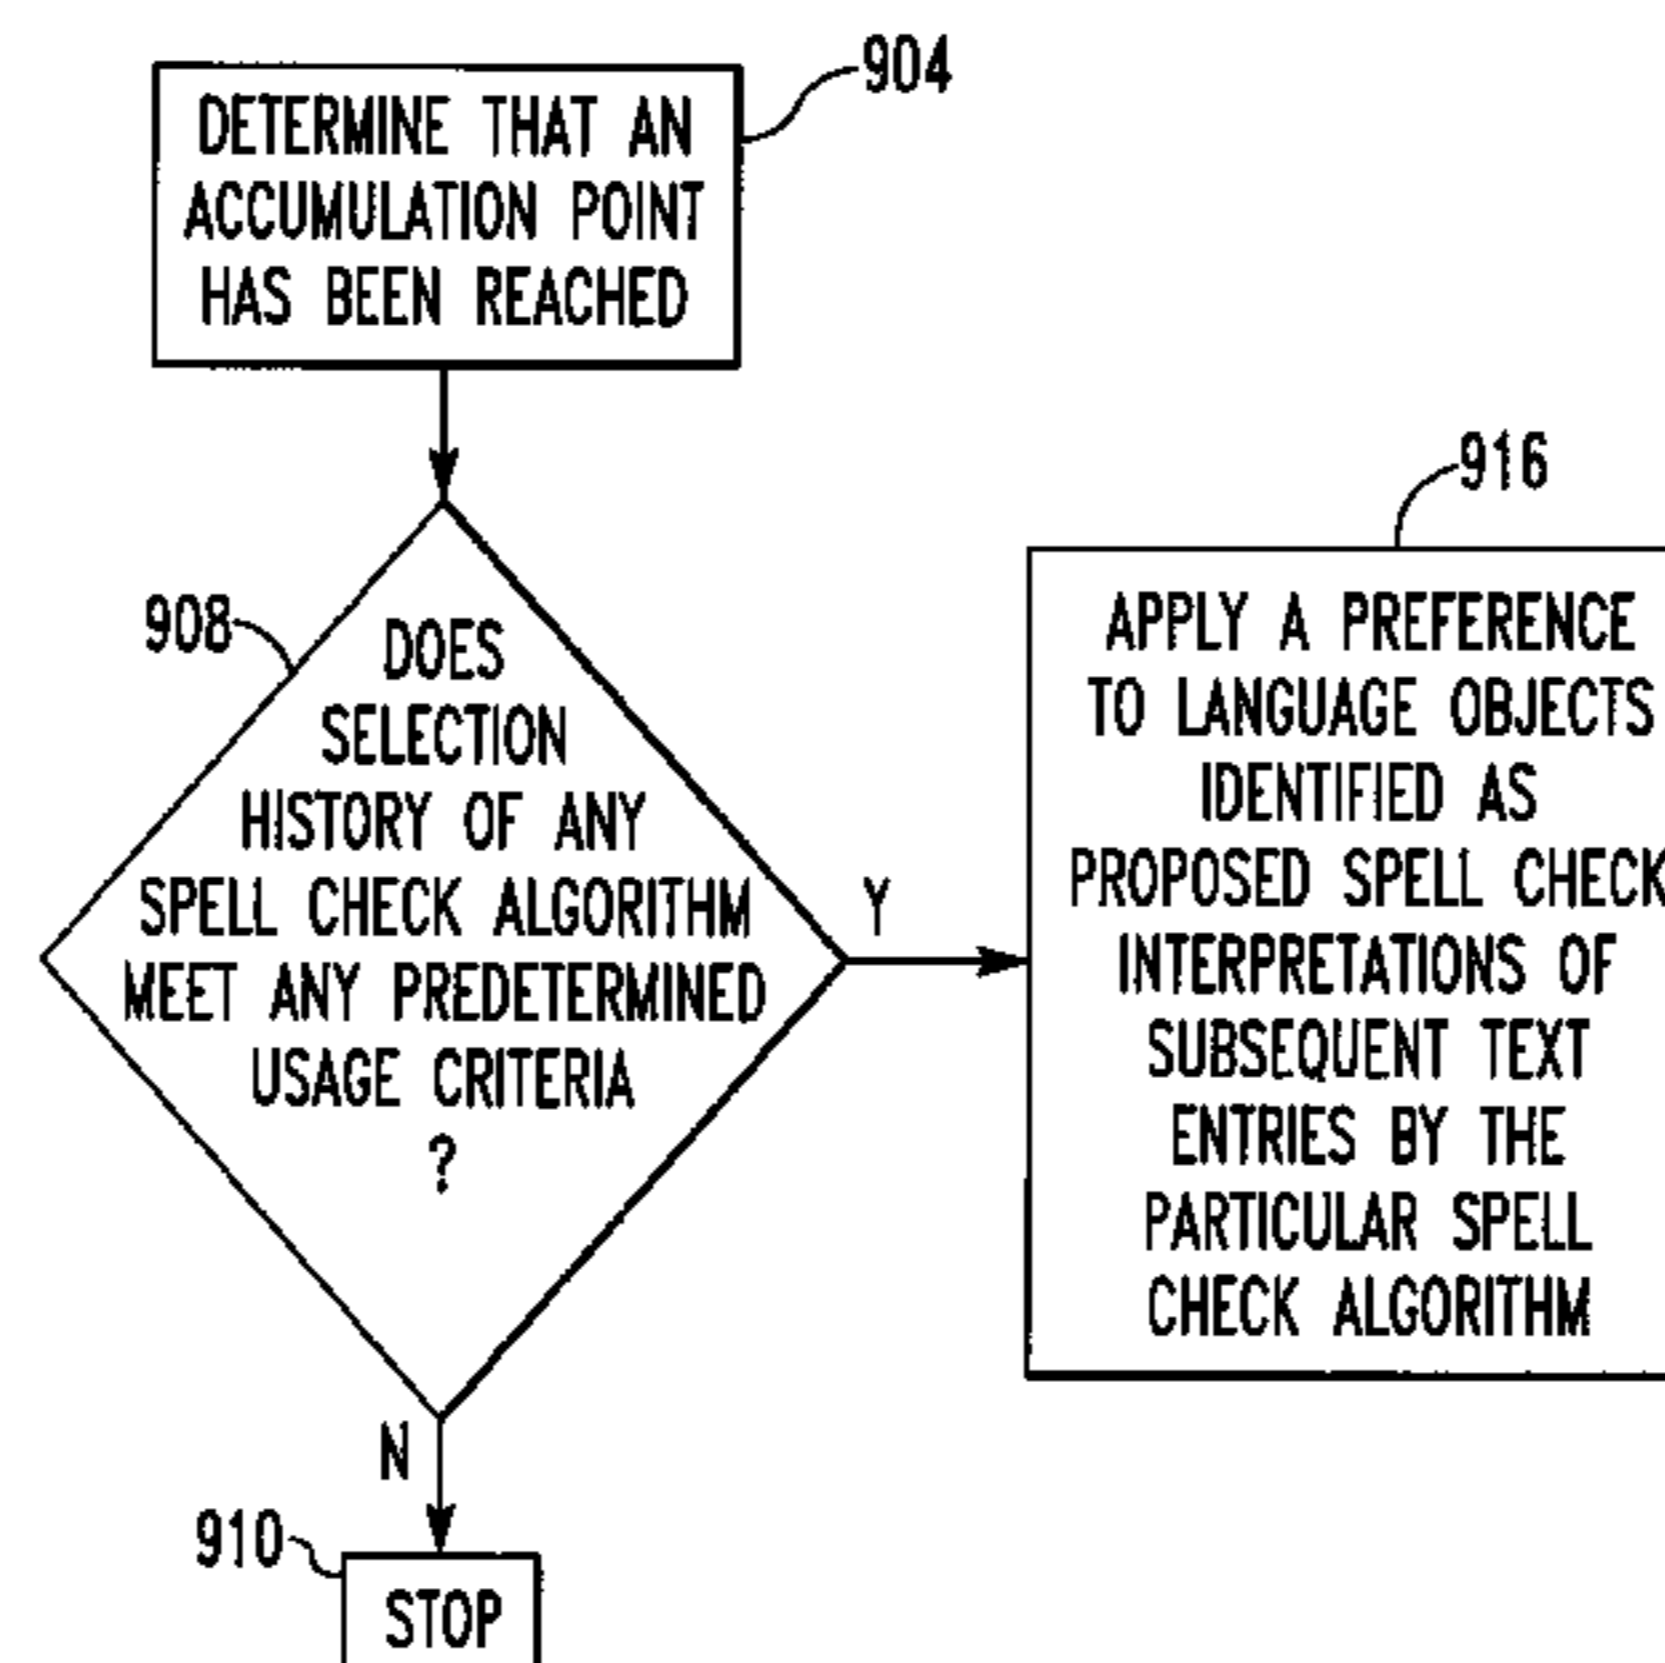 904
DETERMINE THAT AN
ACCUMULATION POINT
HAS BEEN REACHED
908
DOES
SELECTION
HISTORY OF ANY
SPELL CHECK ALGORITHM
MEET ANY PREDETERMINED
USAGE CRITERIA
?
Y
N
916
APPLY A PREFERENCE
TO LANGUAGE OBJECTS
IDENTIFIED AS
PROPOSED SPELL CHECK
INTERPRETATIONS OF
SUBSEQUENT TEXT
ENTRIES BY THE
PARTICULAR SPELL
CHECK ALGORITHM
910
STOP